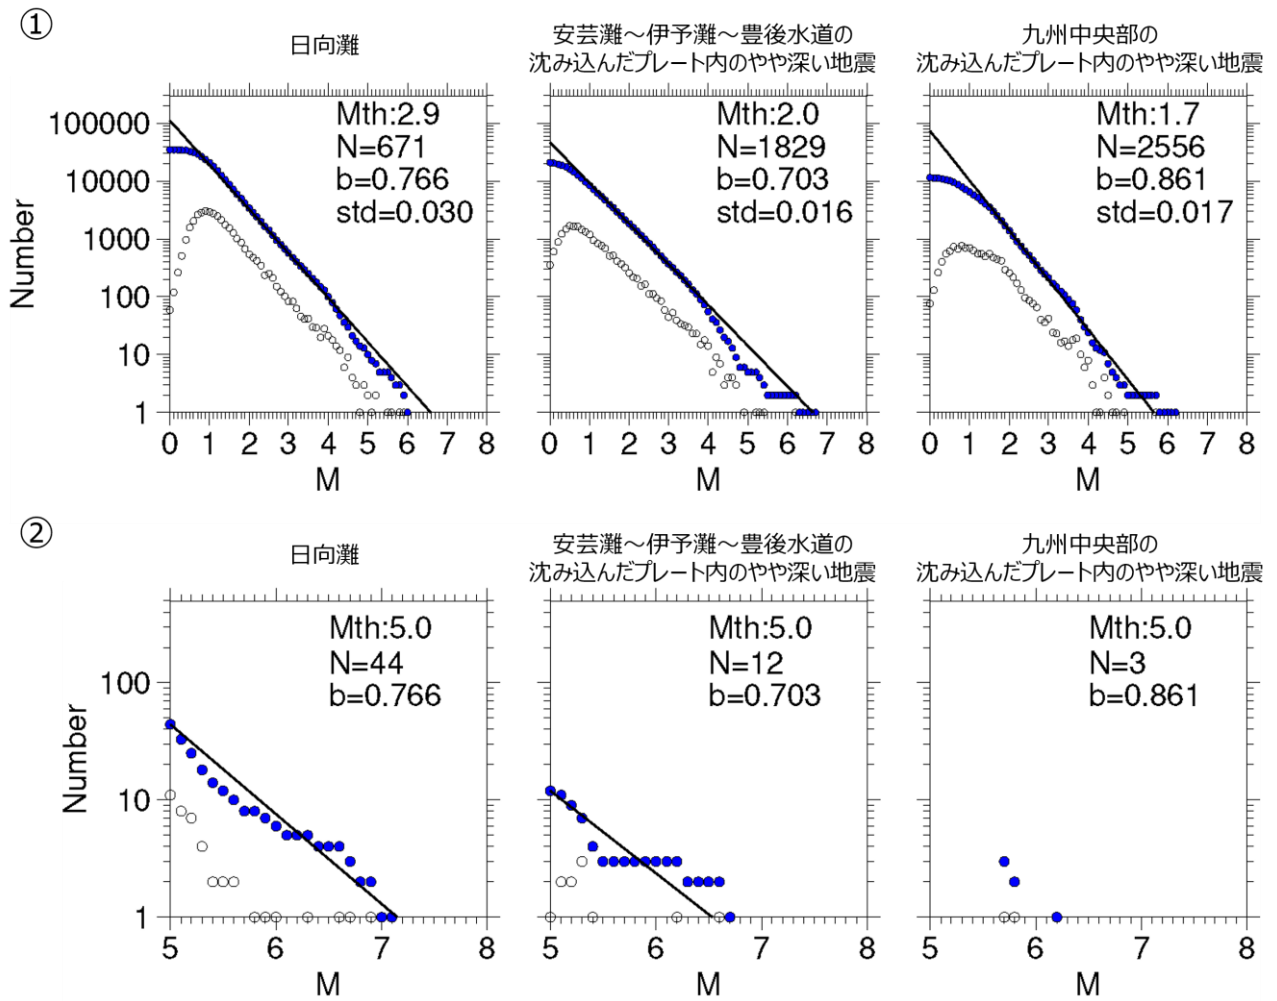 ①
日向灘
安芸灘～伊予灘～豊後水道の
沈み込んだプレート内のやや深い地震
九州中央部の
沈み込んだプレート内のやや深い地震
Number
100000
10000
1000
100
10
1
Mth:2.9
N=671
b=0.766
std=0.030
0 1 2 3 4 5 6 7 8
M
Mth:2.0
N=1829
b=0.703
std=0.016
0 1 2 3 4 5 6 7 8
M
Mth:1.7
N=2556
b=0.861
std=0.017
0 1 2 3 4 5 6 7 8
M
②
日向灘
安芸灘～伊予灘～豊後水道の
沈み込んだプレート内のやや深い地震
九州中央部の
沈み込んだプレート内のやや深い地震
Number
100
10
1
Mth:5.0
N=44
b=0.766
5 6 7 8
M
Mth:5.0
N=12
b=0.703
5 6 7 8
M
Mth:5.0
N=3
b=0.861
5 6 7 8
M